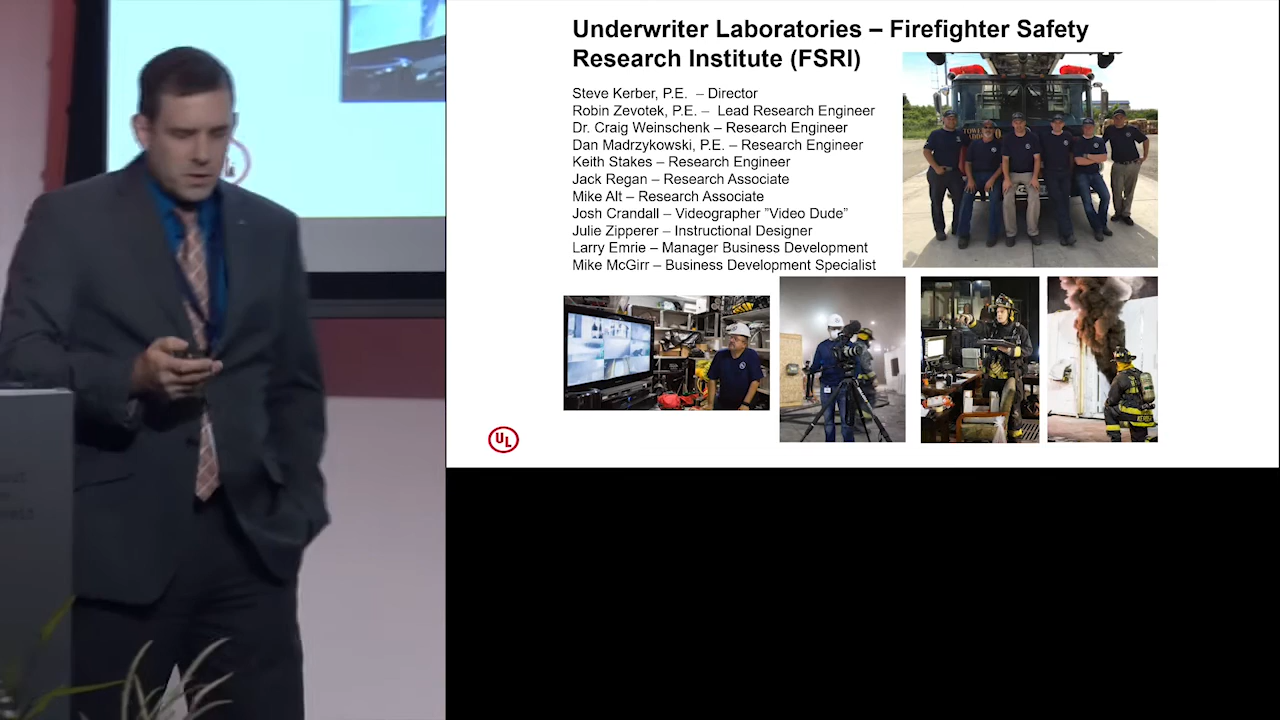 Underwriter Laboratories – Firefighter Safety
Research Institute (FSRI)
Steve Kerber, P.E. – Director
Robin Zevotek, P.E. – Lead Research Engineer
Dr. Craig Weinschenk – Research Engineer
Dan Madrzykowski, P.E. – Research Engineer
Keith Stakes – Research Engineer
Jack Regan – Research Associate
Mike Alt – Research Associate
Josh Crandall – Videographer ”Video Dude”
Julie Zipperer – Instructional Designer
Larry Emrie – Manager Business Development
Mike McGirr – Business Development Specialist
UL